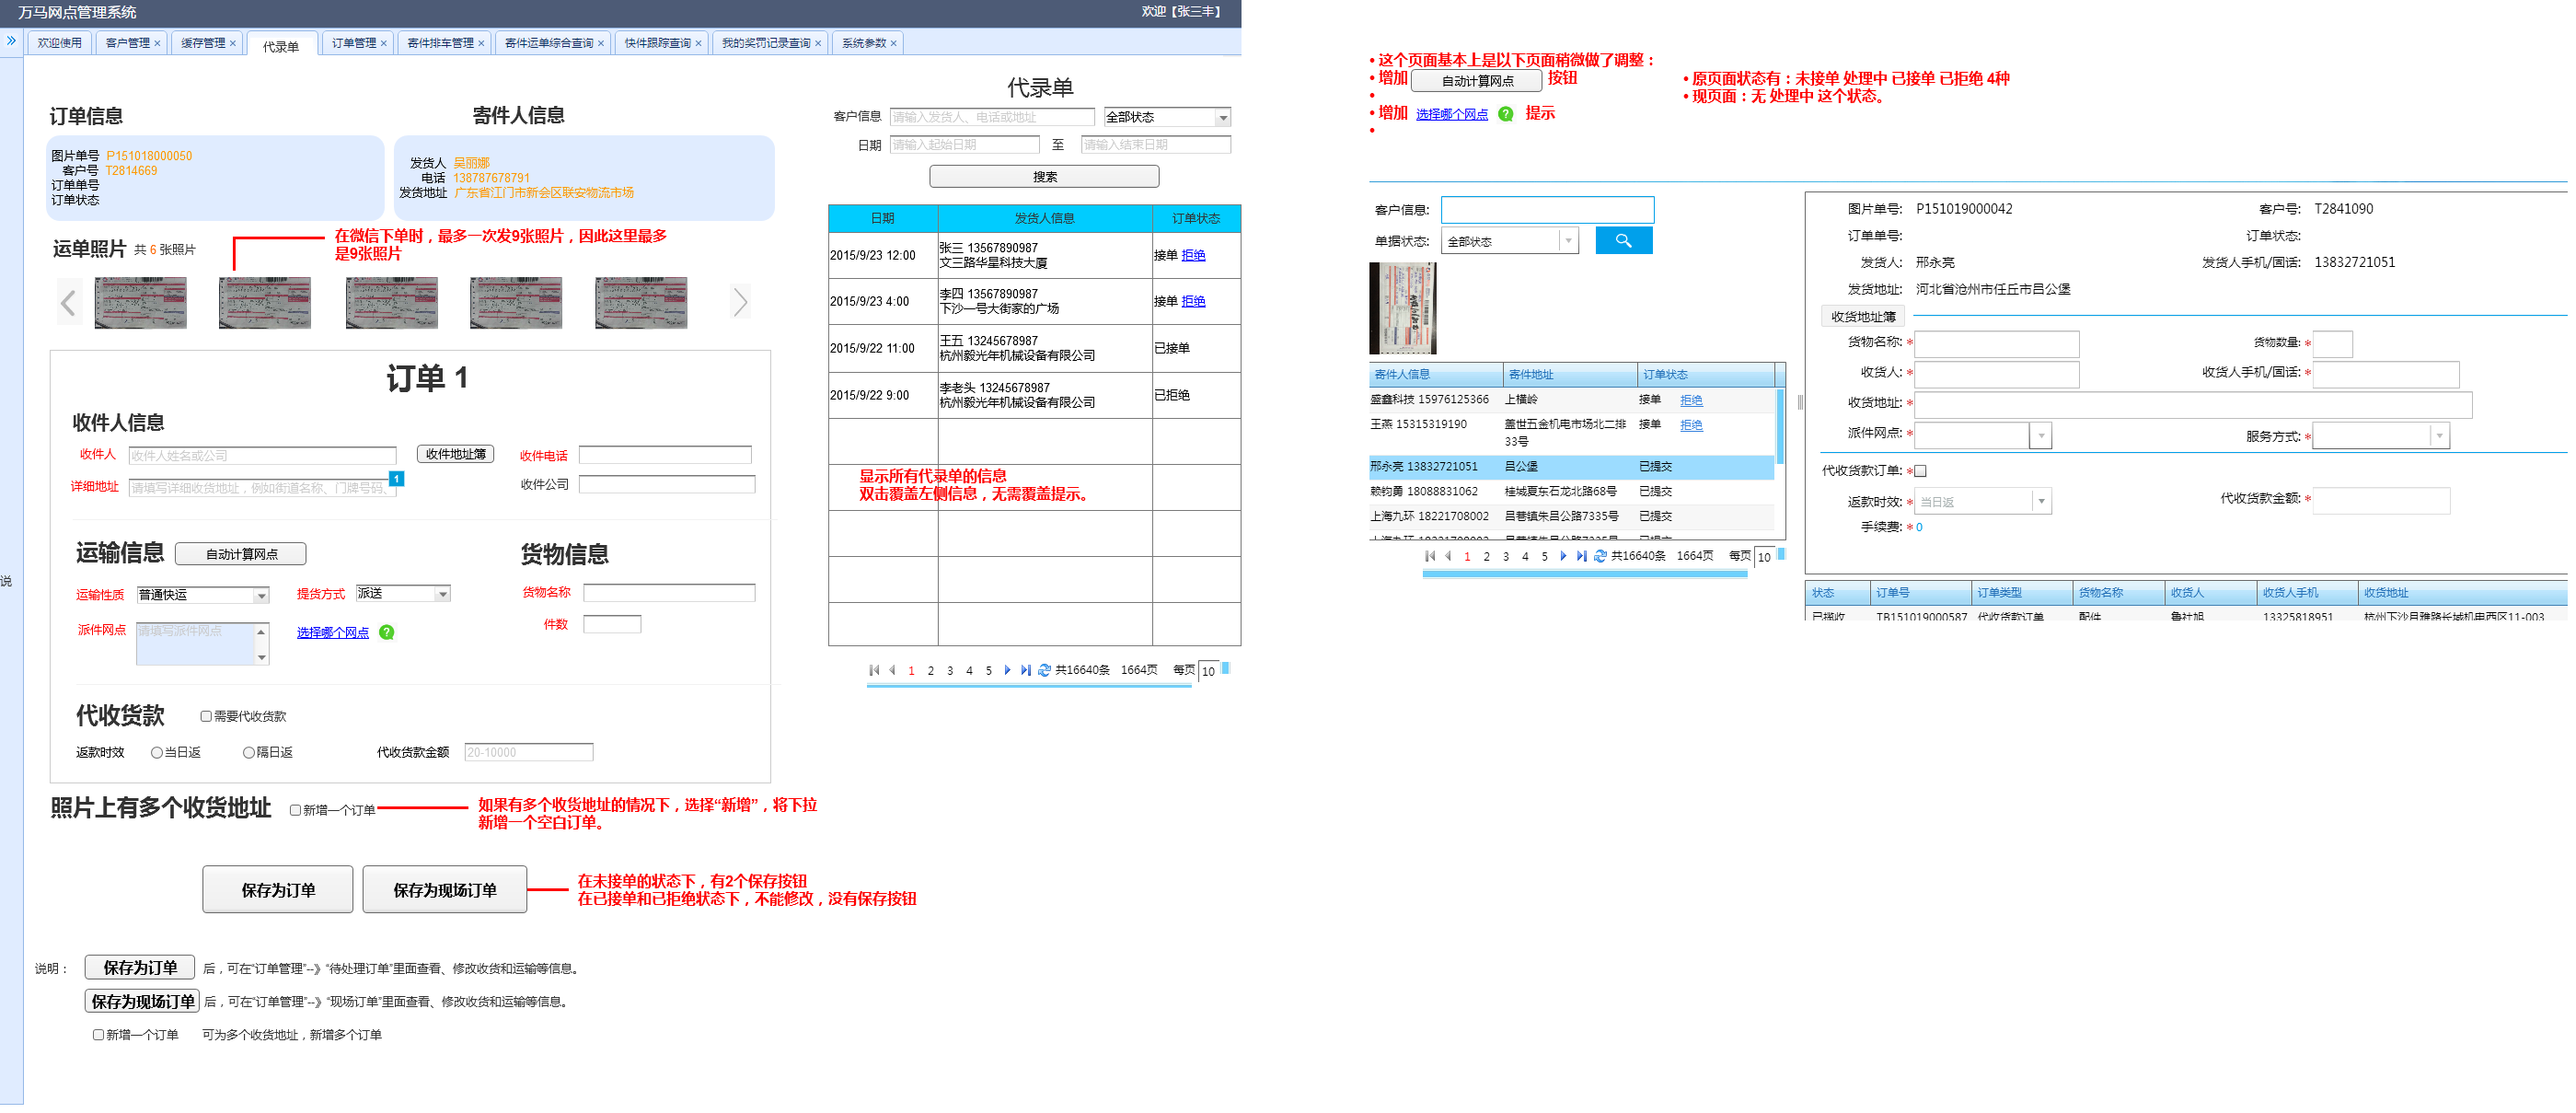 万马网点管理系统
欢迎【张三丰】
欢迎使用
客户管理 ×
缓存管理 ×
代录单
订单管理 ×
寄件排车管理 ×
寄件运单综合查询 ×
快件跟踪查询 ×
我的奖罚记录查询 ×
系统参数 ×
说
订单信息
图片单号 P151018000050
客户号 T2814669
订单单号
订单状态
寄件人信息
发货人 吴丽娜
电话 138787678791
发货地址 广东省江门市新会区联安物流市场
运单照片 共 6 张照片
在微信下单时，最多一次发9张照片，因此这里最多
是9张照片
订单 1
收件人信息
收件人 收件人姓名或公司
收件地址簿
收件电话
详细地址 请填写详细收货地址，例如街道名称、门牌号码、
1
收件公司
运输信息 自动计算网点
货物信息
运输性质 普通快运
提货方式 派送
货物名称
派件网点 请填写派件网点
选择哪个网点 ?
件数
代收货款 需要代收货款
返款时效 当日返 隔日返
代收货款金额 20-10000
照片上有多个收货地址 新增一个订单
如果有多个收货地址的情况下，选择“新增”，将下拉
新增一个空白订单。
保存为订单
保存为现场订单
在未接单的状态下，有2个保存按钮
在已接单和已拒绝状态下，不能修改，没有保存按钮
说明： 保存为订单 后，可在“订单管理”--》“待处理订单”里面查看、修改收货和运输等信息。
保存为现场订单 后，可在“订单管理”--》“现场订单”里面查看、修改收货和运输等信息。
新增一个订单 可为多个收货地址，新增多个订单
代录单
客户信息 请输入发货人、电话或地址 全部状态
日期 请输入起始日期 至 请输入结束日期
搜索
日期 发货人信息 订单状态
2015/9/23 12:00 张三 13567890987 接单 拒绝
文三路华星科技大厦
2015/9/23 4:00 李四 13567890987 接单 拒绝
下沙一号大街家的广场
2015/9/22 11:00 王五 13245678987 已接单
杭州毅光年机械设备有限公司
2015/9/22 9:00 李老头 13245678987 已拒绝
杭州毅光年机械设备有限公司
显示所有代录单的信息
双击覆盖左侧信息，无需覆盖提示。
1 2 3 4 5 共16640条 1664页 每页 10
• 这个页面基本上是以下页面稍微做了调整：
• 增加 自动计算网点 按钮
•
• 增加 选择哪个网点 ? 提示
•
• 原页面状态有：未接单 处理中 已接单 已拒绝 4种
• 现页面：无 处理中 这个状态。
客户信息:
单据状态: 全部状态
寄件人信息 寄件地址 订单状态
盛鑫科技 15976125366 上横岭 接单 拒绝
王燕 15315319190 盖世五金机电市场北二排 接单 拒绝
33号
邢永亮 13832721051 吕公堡 已提交
赖钧勇 18088831062 桂城夏东石龙北路68号 已提交
上海九环 18221708002 吕巷镇朱吕公路7335号 已提交
上海九环 18221708002 吕巷镇朱吕公路7335号 已提交
1 2 3 4 5 共16640条 1664页 每页 10
图片单号: P151019000042
客户号: T2841090
订单单号:
订单状态:
发货人: 邢永亮
发货人手机/固话: 13832721051
发货地址: 河北省沧州市任丘市吕公堡
收货地址簿
货物名称: *
货物数量: *
收货人: *
收货人手机/固话: *
收货地址: *
派件网点: *
服务方式: *
代收货款订单: *
返款时效: * 当日返
代收货款金额: *
手续费: * 0
状态 订单号 订单类型 货物名称 收货人 收货人手机 收货地址
已揽收 TB151019000587 代收货款订单 配件 鲁社旭 13325818951 杭州下沙月雅路长城机电西区11-003